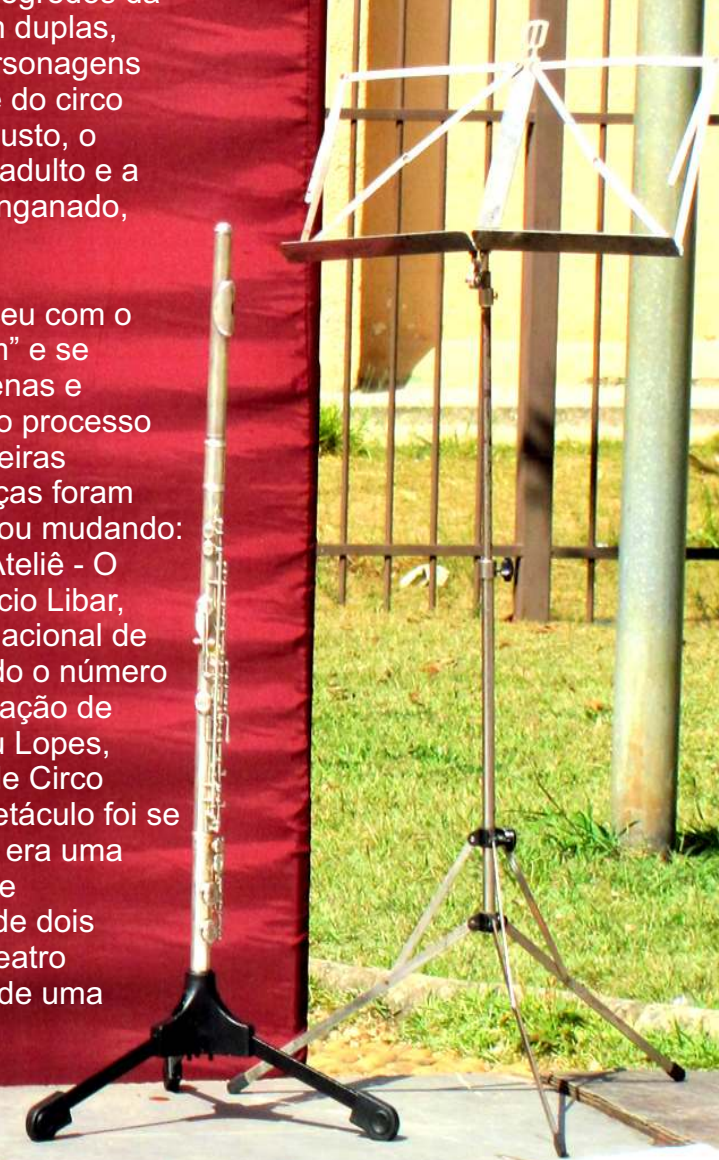 duplas,
do circo
usto, o
adulto e a
nganado,
eu com o
e se
enas e
o processo
eiras
ças foram
ou mudando:
Ateliê - O
cio Libar,
acional de
do o número
ação de
u Lopes,
e Circo
etáculo foi se
era uma
e
de dois
eatro
de uma